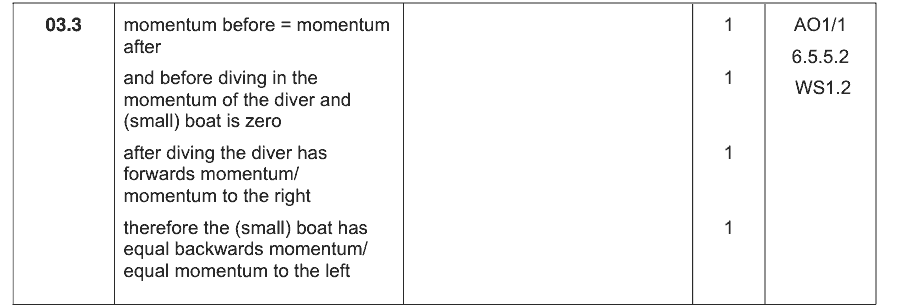 03.3
momentum before = momentum
after
1
AO1/1
6.5.5.2
WS1.2
and before diving in the
momentum of the diver and
(small) boat is zero
1
after diving the diver has
forwards momentum/
momentum to the right
1
therefore the (small) boat has
equal backwards momentum/
equal momentum to the left
1